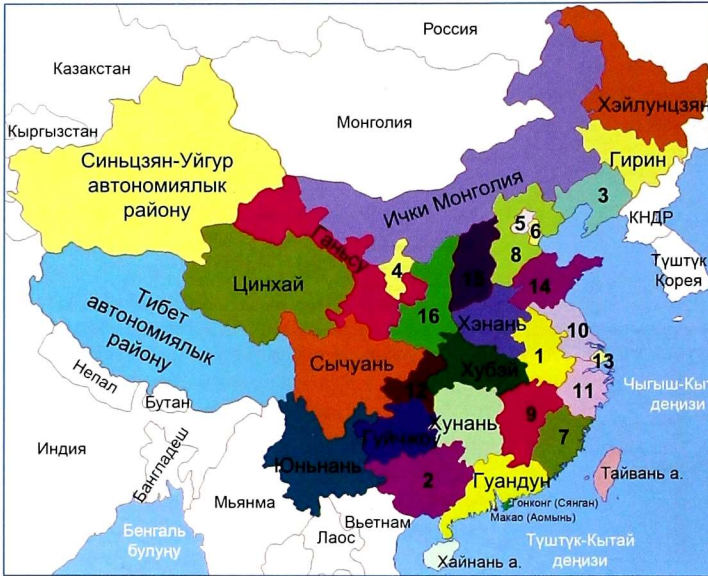 Россия
Казакстан
Хэйлунцзян
Кыргызстан
Монголия
Синьцзян-Уйгур
автономиялык
району
Гирин
Ички Монголия
3
5
6
КНДР
Ганьсу
4
8
Түштүк
Корея
Цинхай
15
14
Тибет
автономиялык
району
16
Хэнань
10
Сычуань
Хубэй
1
13
12
11
Чыгыш-Кыт
деңизи
Непал
Бутан
Хунань
9
Гуйчжоу
7
Индия
Бангладеш
Юньнань
2
Гуандун
Тайвань а.
Мьянма
Гонконг (Сянган)
Макао (Аомынь)
Вьетнам
Бенгаль
булуңу
Лаос
Түштүк-Кытай
деңизи
Хайнань а.